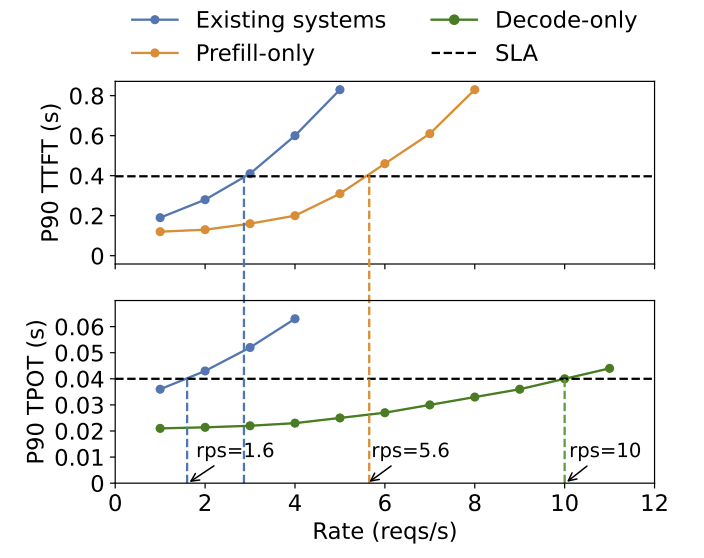 Existing systems
Decode-only
Prefill-only
SLA
P90 TTFT (s)
0.8
0.6
0.4
0.2
0
P90 TPOT (s)
0.06
0.05
0.04
0.03
0.02
0.01
0
rps=1.6
rps=5.6
rps=10
0 2 4 6 8 10 12
Rate (reqs/s)